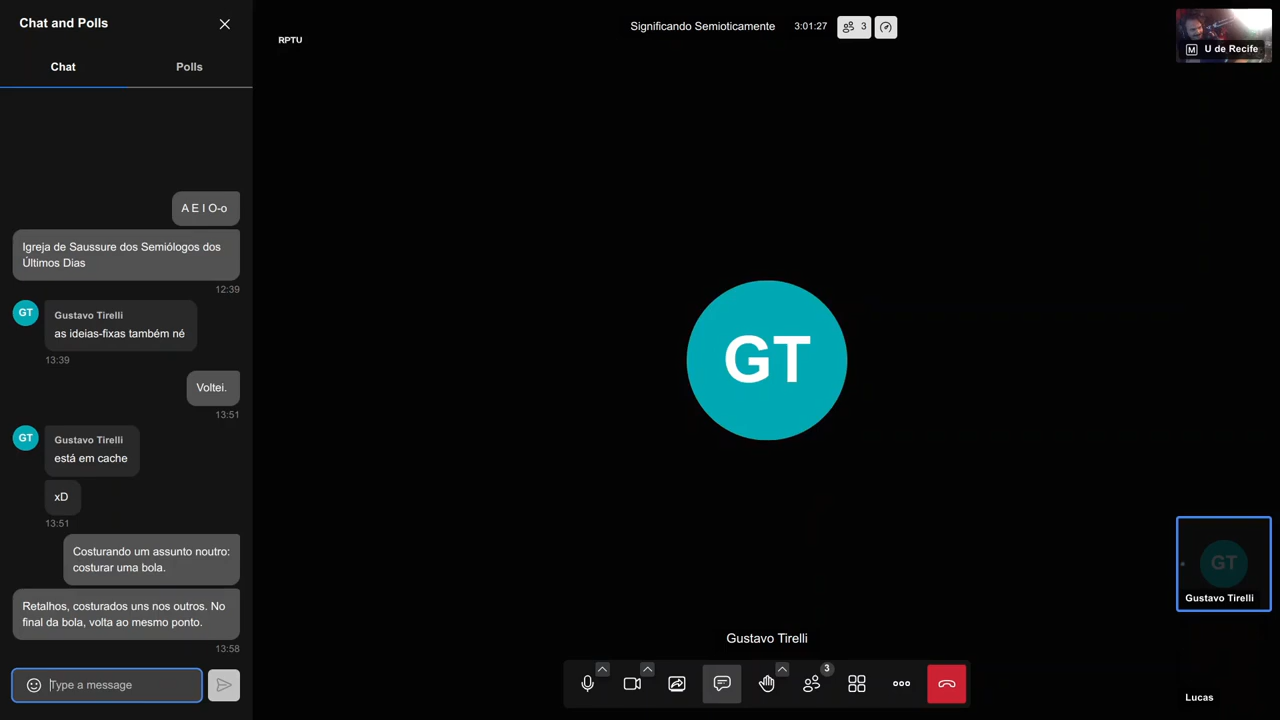 Chat and Polls
Chat
Polls
A E I O-o
Igreja de Saussure dos Semiólogos dos
Últimos Dias
12:39
GT
Gustavo Tirelli
as ideias-fixas também né
13:39
Voltei.
13:51
GT
Gustavo Tirelli
está em cache
xD
13:51
Costurando um assunto noutro:
costurar uma bola.
Retalhos, costurados uns nos outros. No
final da bola, volta ao mesmo ponto.
13:58
Type a message
RPTU
Significando Semioticamente
3:01:27
3
M
U de Recife
GT
Gustavo Tirelli
3
GT
Gustavo Tirelli
Lucas